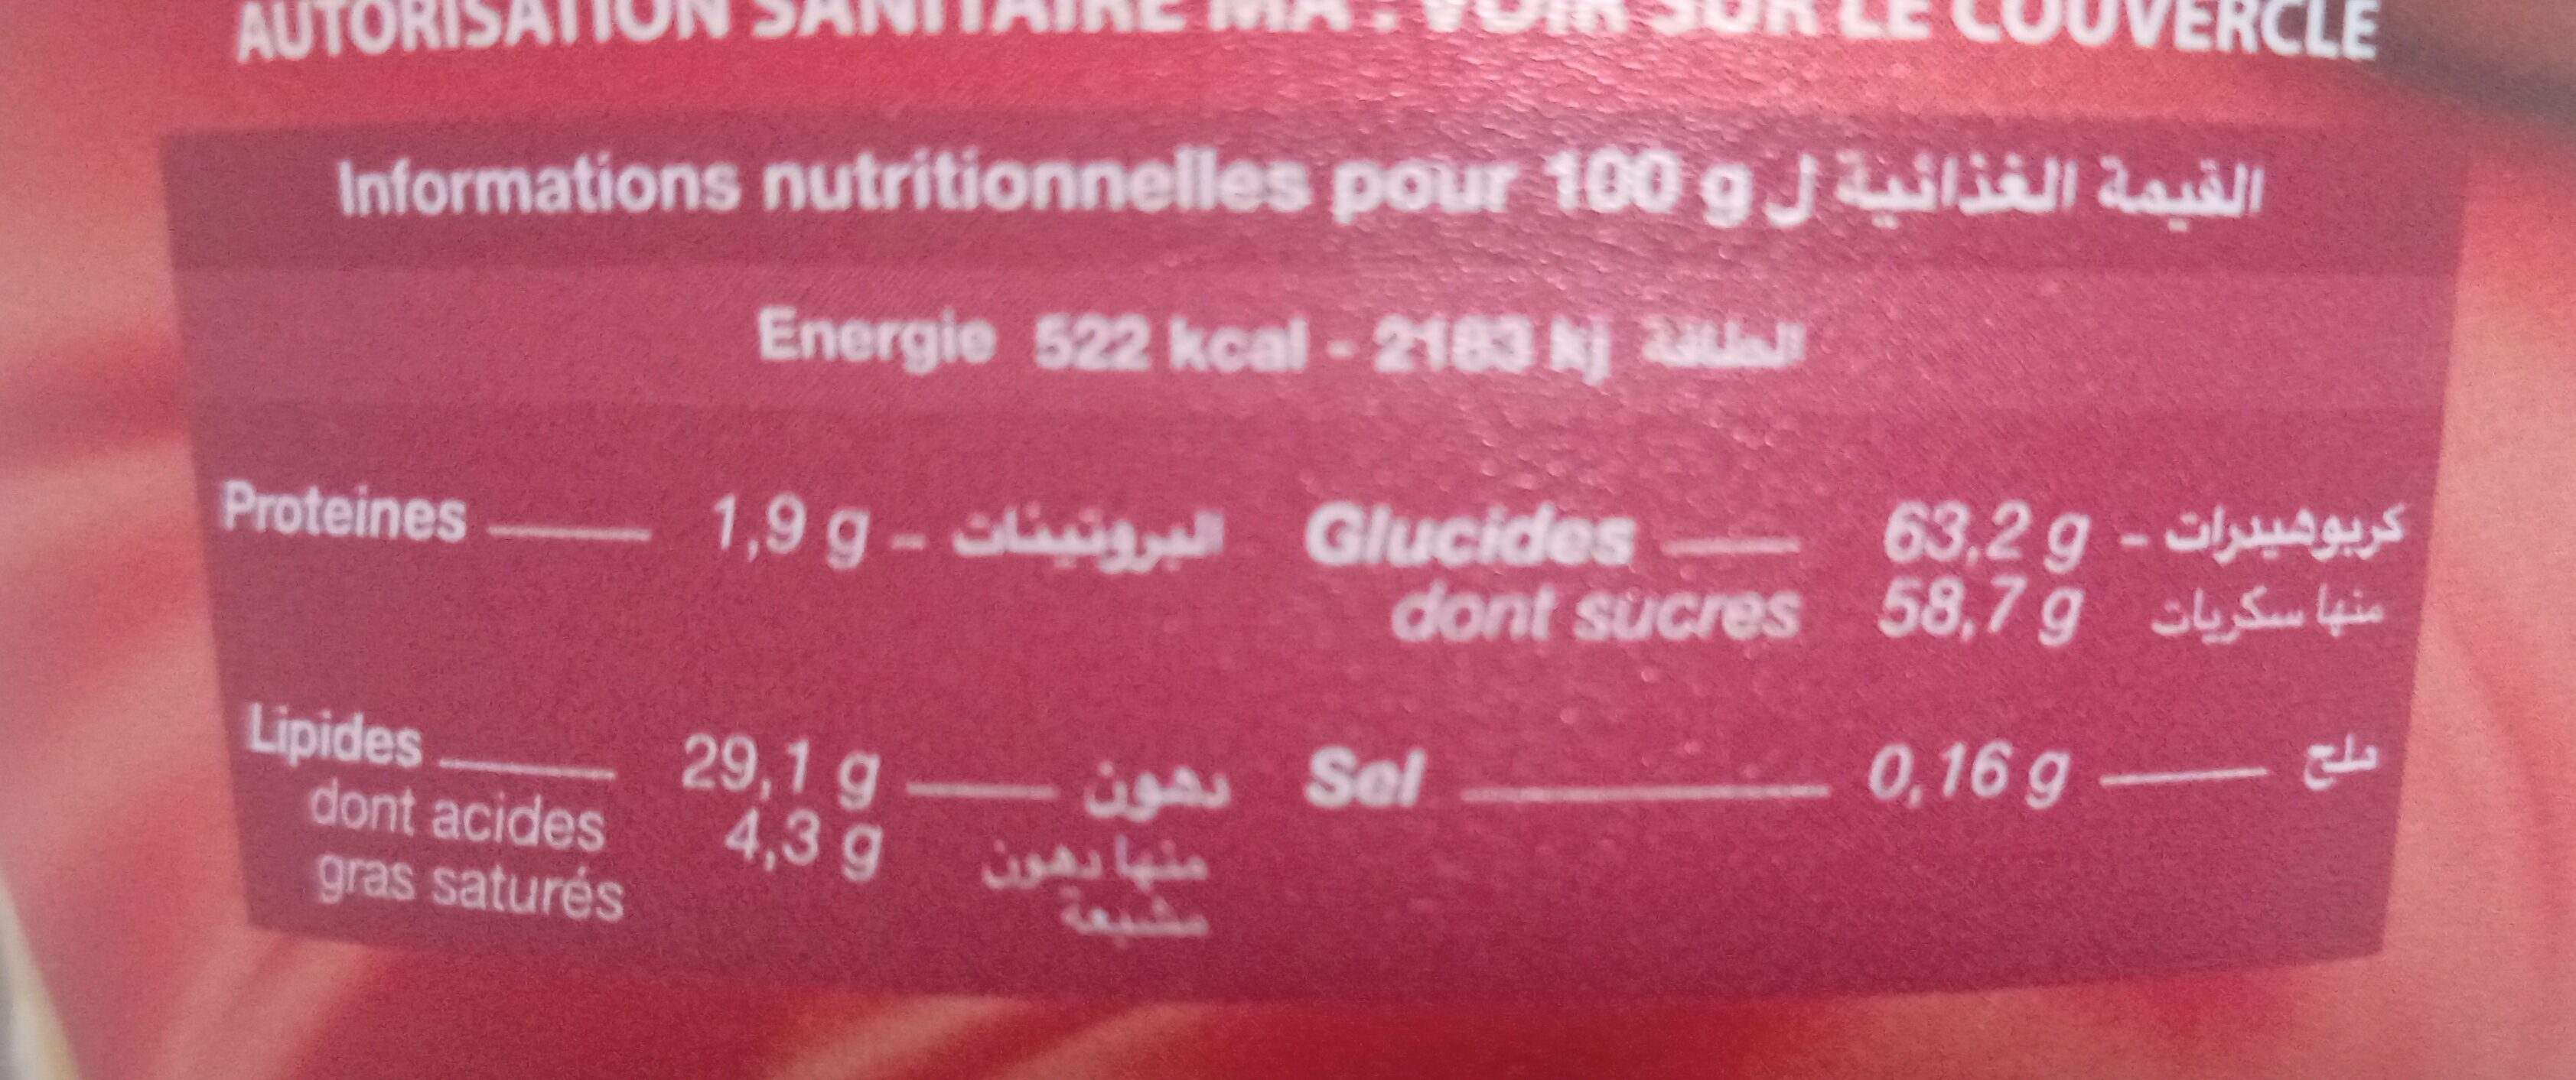 AUTORISATION SANITAIRE MA : VOIR SUR LE COUVERCLE
Informations nutritionnelles pour 100 g القيمة الغذائية ل
Energie 522 kcal - 2183 kj الطاقة
Proteines 1,9 g - البروتينات
Glucides 63,2 g - كربوهيدرات
dont sucres 58,7 g منها سكريات
Lipides 29,1 g دهون
dont acides 4,3 g منها دهون
gras saturés مشبعة
Sel 0,16 g ملح